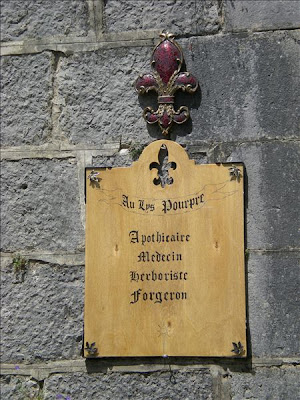 Au Lys Pourpre
Apothicaire
Medecin
Herboriste
Forgeron